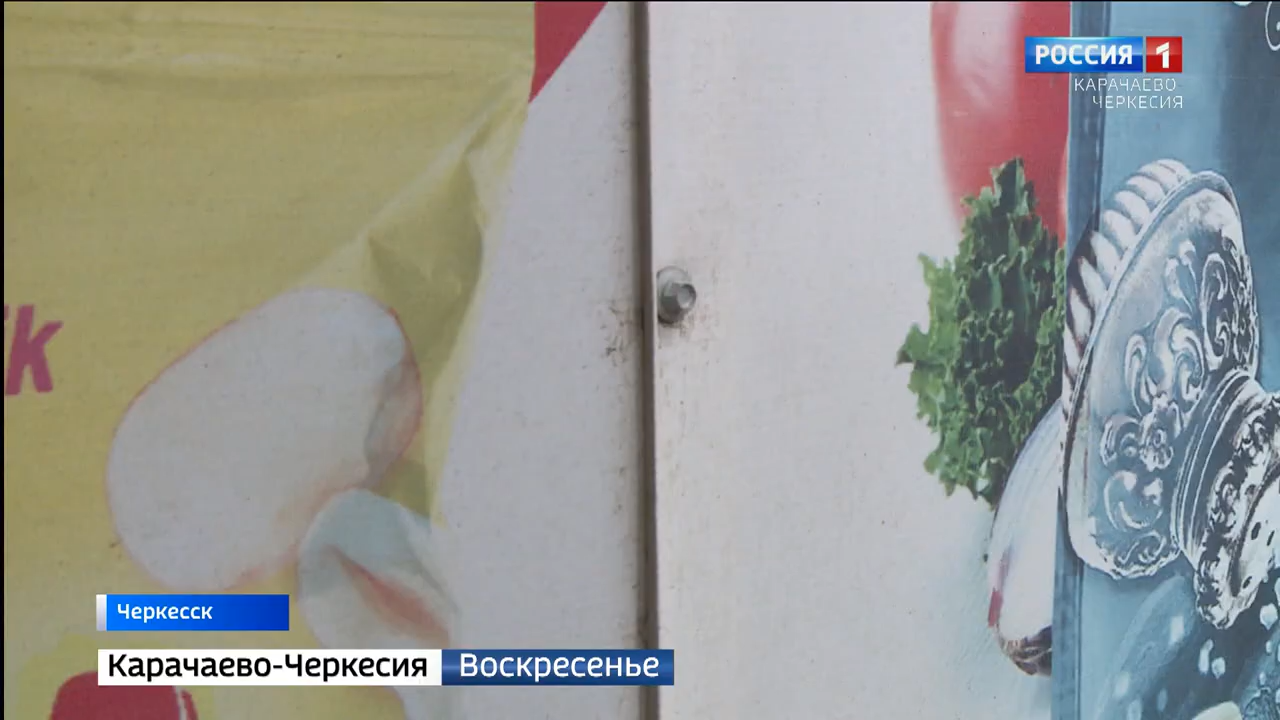 РОССИЯ 1
КАРАЧАЕВО
ЧЕРКЕСИЯ
k
Черкесск
Карачаево-Черкесия Воскресенье